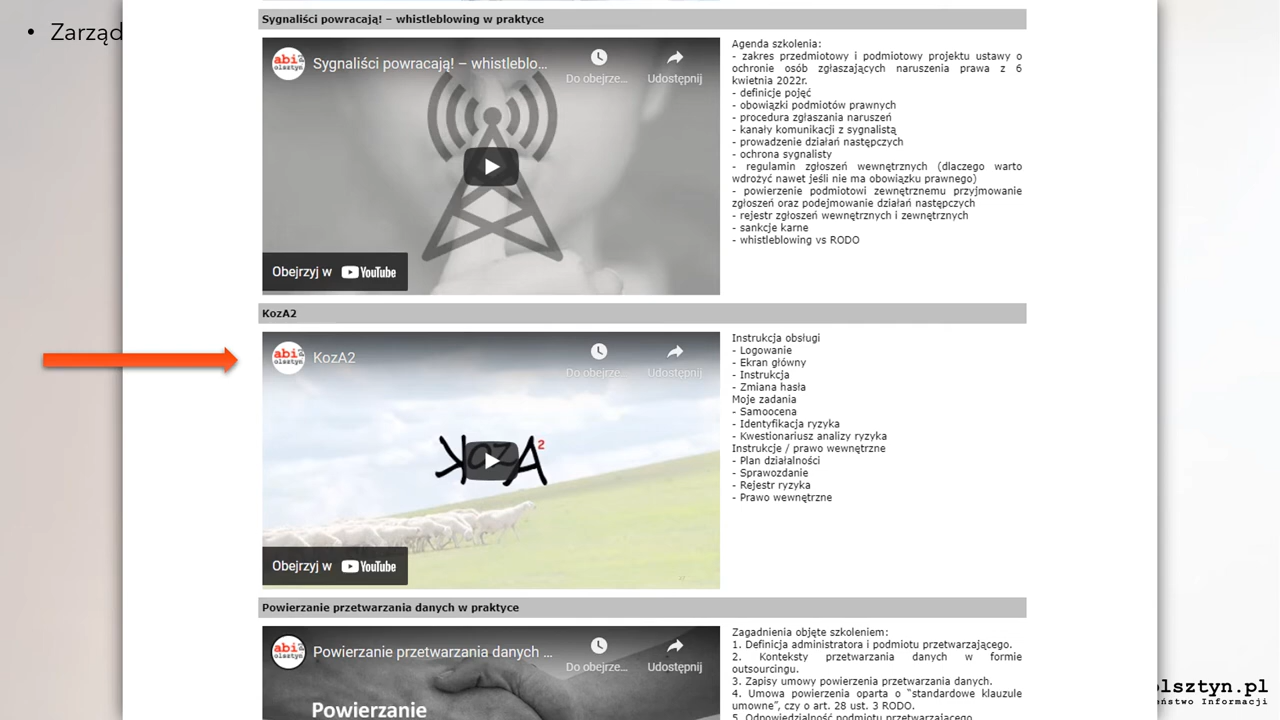 • Zarząd
Sygnaliści powracają! – whistleblowing w praktyce
abi
olsztyn
Sygnaliści powracają! – whistleblo...
Do obejrze...
Udostępnij
Obejrzyj w YouTube
Agenda szkolenia:
- zakres przedmiotowy i podmiotowy projektu ustawy o
ochronie osób zgłaszających naruszenia prawa z 6
kwietnia 2022r.
- definicje pojęć
- obowiązki podmiotów prawnych
- procedura zgłaszania naruszeń
- kanały komunikacji z sygnalistą
- prowadzenie działań następczych
- ochrona sygnalisty
- regulamin zgłoszeń wewnętrznych (dlaczego warto
wdrożyć nawet jeśli nie ma obowiązku prawnego)
- powierzenie podmiotowi zewnętrznemu przyjmowanie
zgłoszeń oraz podejmowanie działań następczych
- rejestr zgłoszeń wewnętrznych i zewnętrznych
- sankcje karne
- whistleblowing vs RODO
KozA2
abi
olsztyn
KozA2
Do obejrze...
Udostępnij
KozA2
Obejrzyj w YouTube
Instrukcja obsługi
- Logowanie
- Ekran główny
- Instrukcja
- Zmiana hasła
Moje zadania
- Samoocena
- Identyfikacja ryzyka
- Kwestionariusz analizy ryzyka
Instrukcje / prawo wewnętrzne
- Plan działalności
- Sprawozdanie
- Rejestr ryzyka
- Prawo wewnętrzne
Powierzanie przetwarzania danych w praktyce
abi
olsztyn
Powierzanie przetwarzania danych ...
Do obejrze...
Udostępnij
Powierzanie
Zagadnienia objęte szkoleniem:
1. Definicja administratora i podmiotu przetwarzającego.
2. Konteksty przetwarzania danych w formie
outsourcingu.
3. Zapisy umowy powierzenia przetwarzania danych.
4. Umowa powierzenia oparta o "standardowe klauzule
umowne", czy o art. 28 ust. 3 RODO.
5. Odpowiedzialność podmiotu przetwarzającego
olsztyn.pl
eństwo Informacji